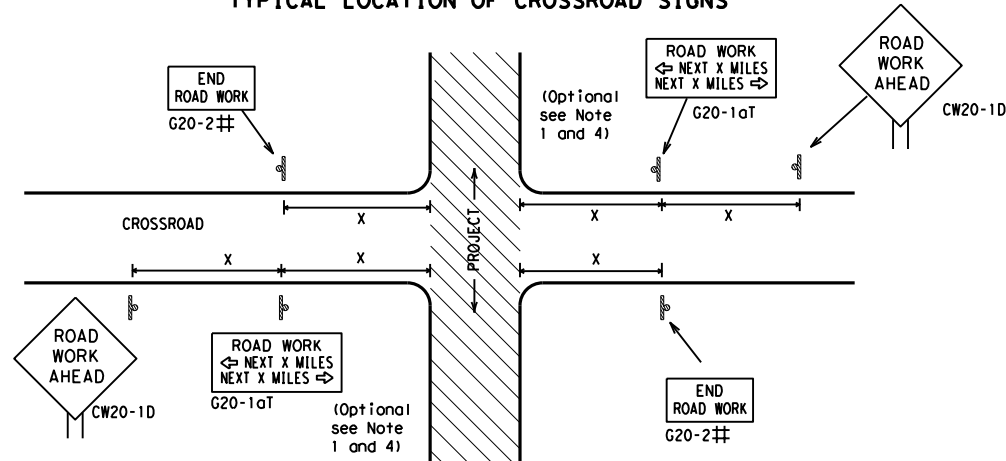 TYPICAL LOCATION OF CROSSROAD SIGNS
END
ROAD WORK
G20-2#
(Optional
see Note
1 and 4)
ROAD WORK
⇦ NEXT X MILES
NEXT X MILES ⇨
G20-1aT
ROAD
WORK
AHEAD
CW20-1D
X
X
X
CROSSROAD
PROJECT
X
X
X
ROAD
WORK
AHEAD
CW20-1D
ROAD WORK
⇦ NEXT X MILES
NEXT X MILES ⇨
G20-1aT
(Optional
see Note
1 and 4)
END
ROAD WORK
G20-2#